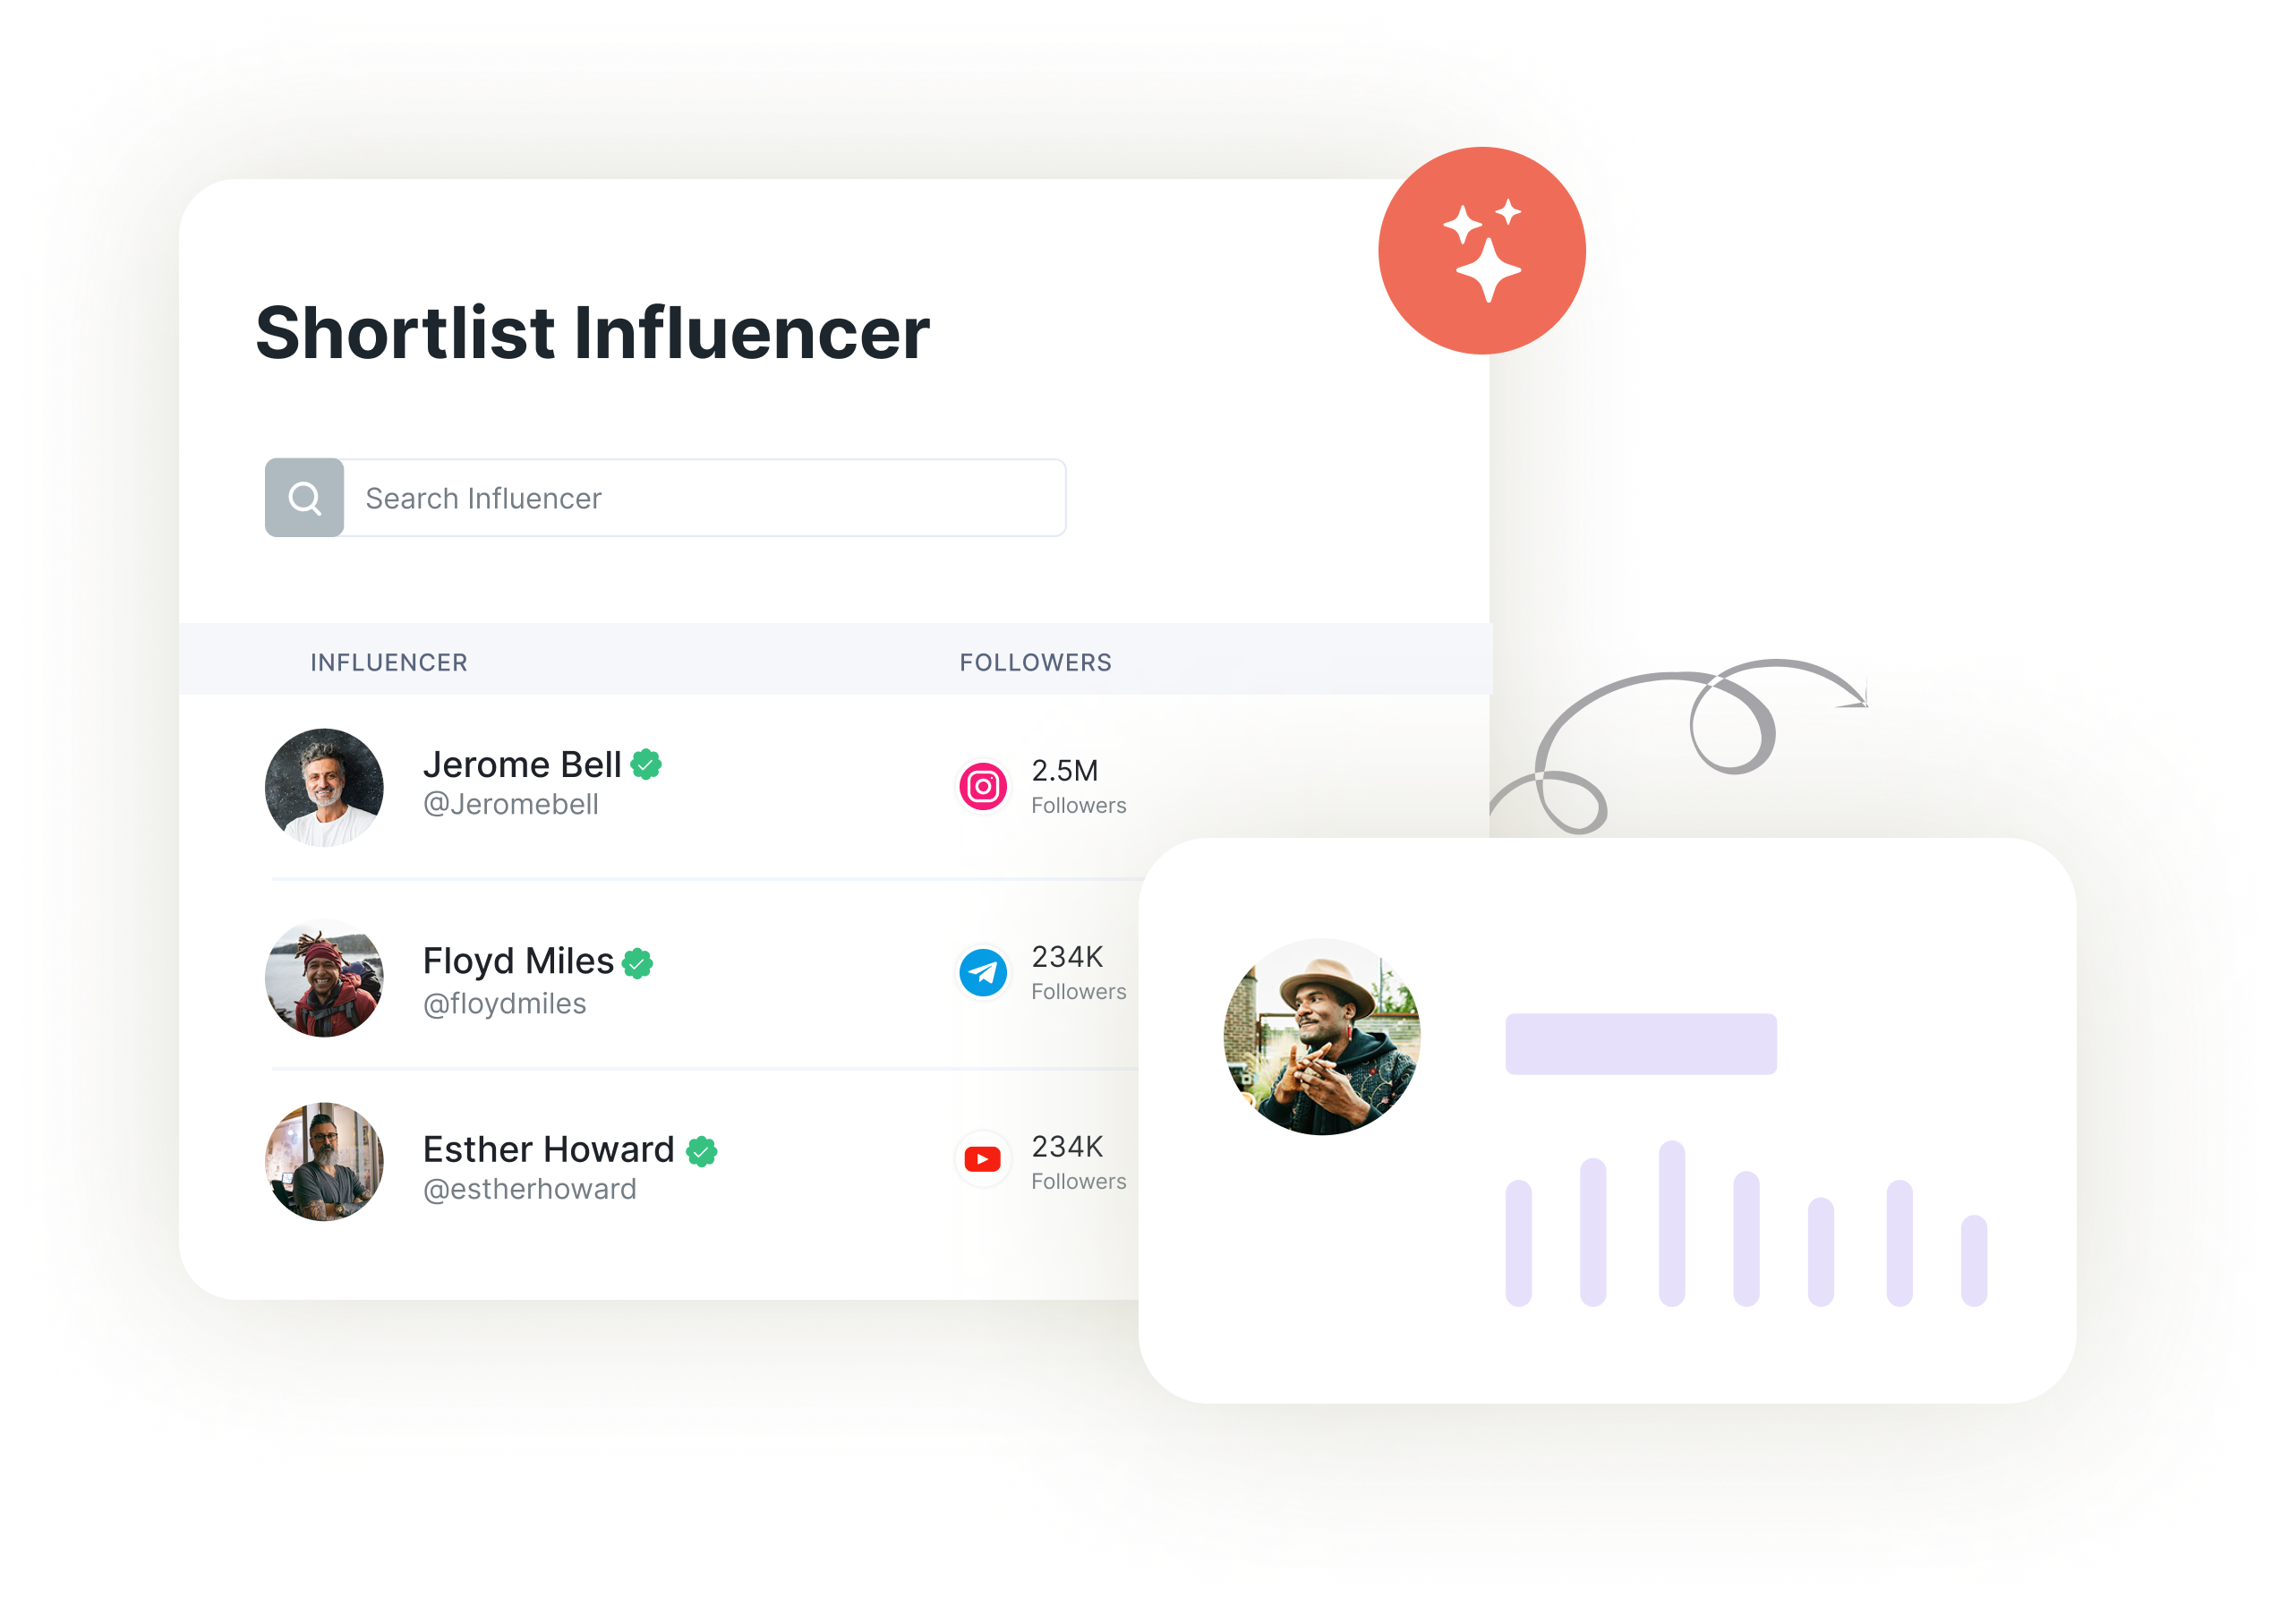 Shortlist Influencer
Search Influencer
INFLUENCER FOLLOWERS
Jerome Bell
@Jeromebell
2.5M
Followers
Floyd Miles
@floydmiles
234K
Followers
Esther Howard
@estherhoward
234K
Followers